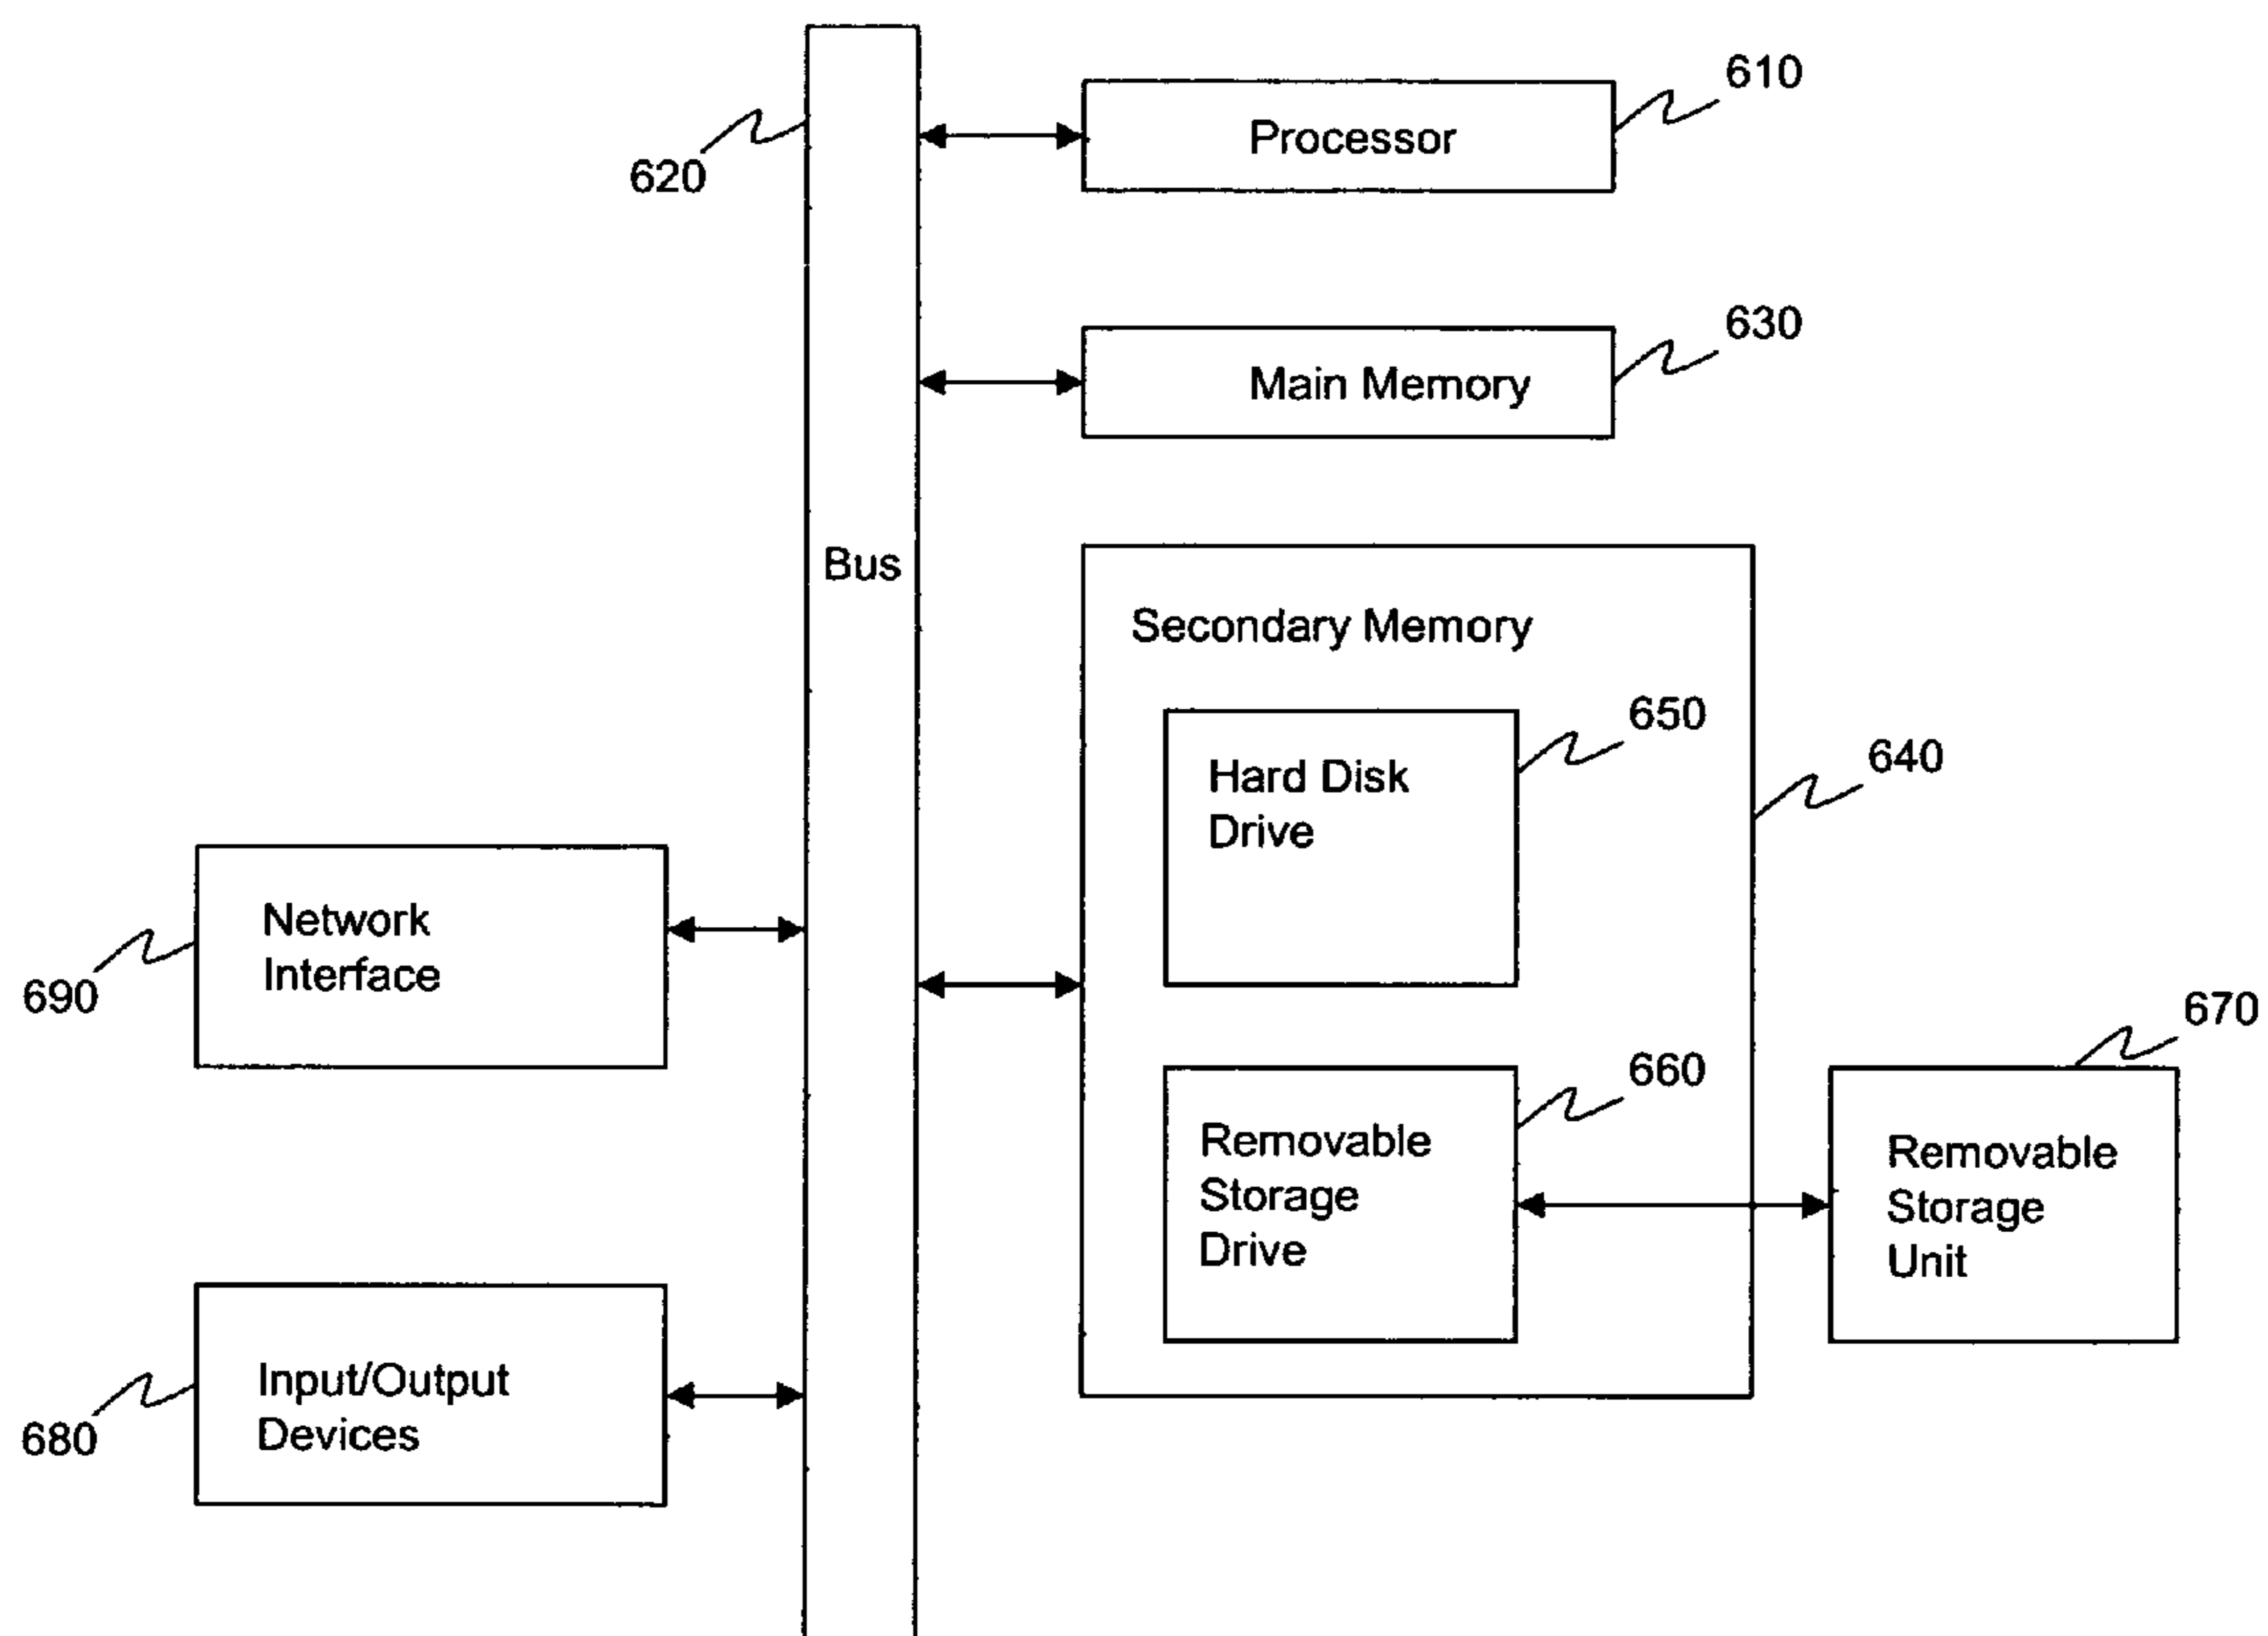 610
Processor
620
630
Main Memory
Bus
Secondary Memory
650
Hard Disk
Drive
640
Network
Interface
690
670
660
Removable
Storage
Drive
Removable
Storage
Unit
Input/Output
Devices
680